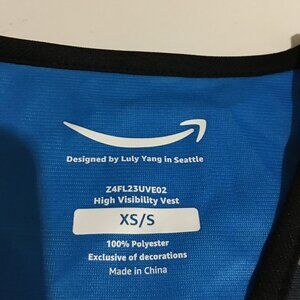 Designed by Luly Yang in Seattle
Z4FL23UVE02
High Visibility Vest
XS/S
100% Polyester
Exclusive of decorations
Made in China